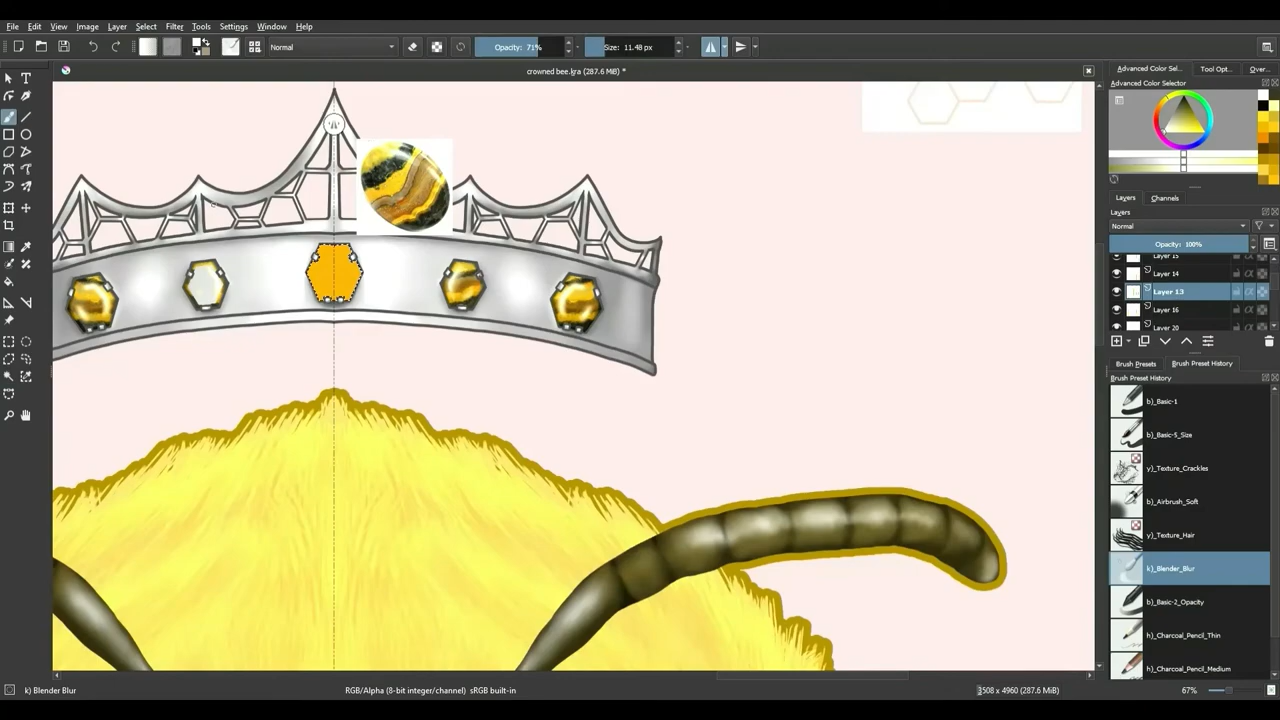 File Edit View Image Layer Select Filter Tools Settings Window Help
Normal Opacity: 71% Size: 11.48 px
crowned bee.kra (287.6 MiB) *
Advanced Color Sel... Tool Opt... Over...
Advanced Color Selector
Layers Channels
Layers
Normal
Opacity: 100%
Layer 15
Layer 14
Layer 13
Layer 16
Layer 20
Brush Presets Brush Preset History
Brush Preset History
b)_Basic-1
b)_Basic-5_Size
y)_Texture_Crackles
b)_Airbrush_Soft
y)_Texture_Hair
k)_Blender_Blur
b)_Basic-2_Opacity
h)_Charcoal_Pencil_Thin
h)_Charcoal_Pencil_Medium
k) Blender Blur RGB/Alpha (8-bit integer/channel) sRGB built-in 3508 x 4960 (287.6 MiB) 67%